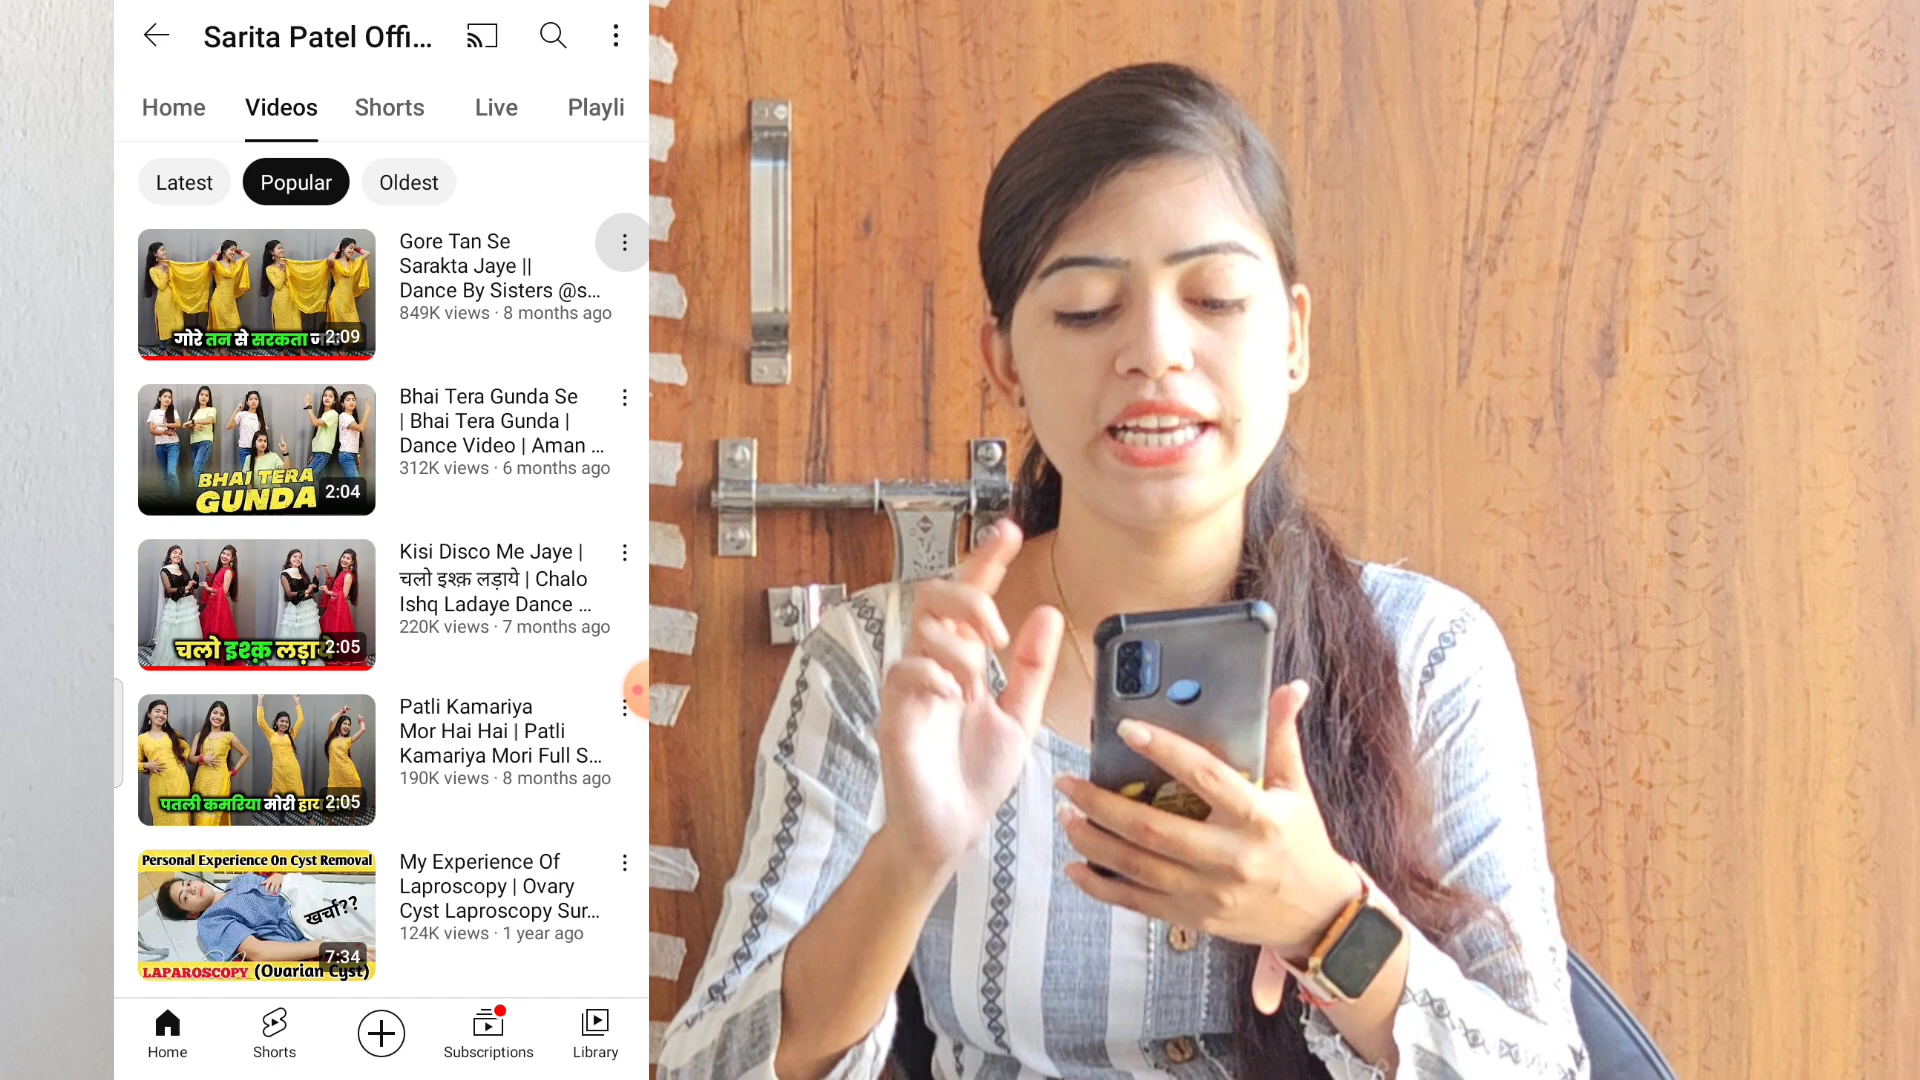 Sarita Patel Offi...
Home Videos Shorts Live Playli
Latest Popular Oldest
गोरे तन से सरकता ज
2:09
Gore Tan Se
Sarakta Jaye ||
Dance By Sisters @s...
849K views · 8 months ago
BHAI TERA
GUNDA
2:04
Bhai Tera Gunda Se
| Bhai Tera Gunda |
Dance Video | Aman ...
312K views · 6 months ago
चलो इश्क़ लड़ा
2:05
Kisi Disco Me Jaye |
चलो इश्क़ लड़ाये | Chalo
Ishq Ladaye Dance ...
220K views · 7 months ago
पतली कमरिया मोरी हाय
2:05
Patli Kamariya
Mor Hai Hai | Patli
Kamariya Mori Full S...
190K views · 8 months ago
Personal Experience On Cyst Removal
खर्चा??
7:34
LAPAROSCOPY (Ovarian Cyst)
My Experience Of
Laproscopy | Ovary
Cyst Laproscopy Sur...
124K views · 1 year ago
Home Shorts Subscriptions Library